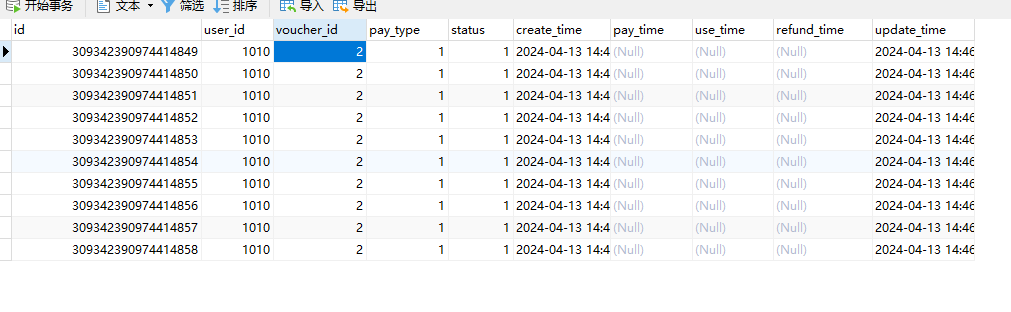 开始事务 文本 筛选 排序 导入 导出
id user_id voucher_id pay_type status create_time pay_time use_time refund_time update_time
309342390974414849 1010 2 1 1 2024-04-13 14:4 (Null) (Null) (Null) 2024-04-13 14:46
309342390974414850 1010 2 1 1 2024-04-13 14:4 (Null) (Null) (Null) 2024-04-13 14:46
309342390974414851 1010 2 1 1 2024-04-13 14:4 (Null) (Null) (Null) 2024-04-13 14:46
309342390974414852 1010 2 1 1 2024-04-13 14:4 (Null) (Null) (Null) 2024-04-13 14:46
309342390974414853 1010 2 1 1 2024-04-13 14:4 (Null) (Null) (Null) 2024-04-13 14:46
309342390974414854 1010 2 1 1 2024-04-13 14:4 (Null) (Null) (Null) 2024-04-13 14:46
309342390974414855 1010 2 1 1 2024-04-13 14:4 (Null) (Null) (Null) 2024-04-13 14:46
309342390974414856 1010 2 1 1 2024-04-13 14:4 (Null) (Null) (Null) 2024-04-13 14:46
309342390974414857 1010 2 1 1 2024-04-13 14:4 (Null) (Null) (Null) 2024-04-13 14:46
309342390974414858 1010 2 1 1 2024-04-13 14:4 (Null) (Null) (Null) 2024-04-13 14:46